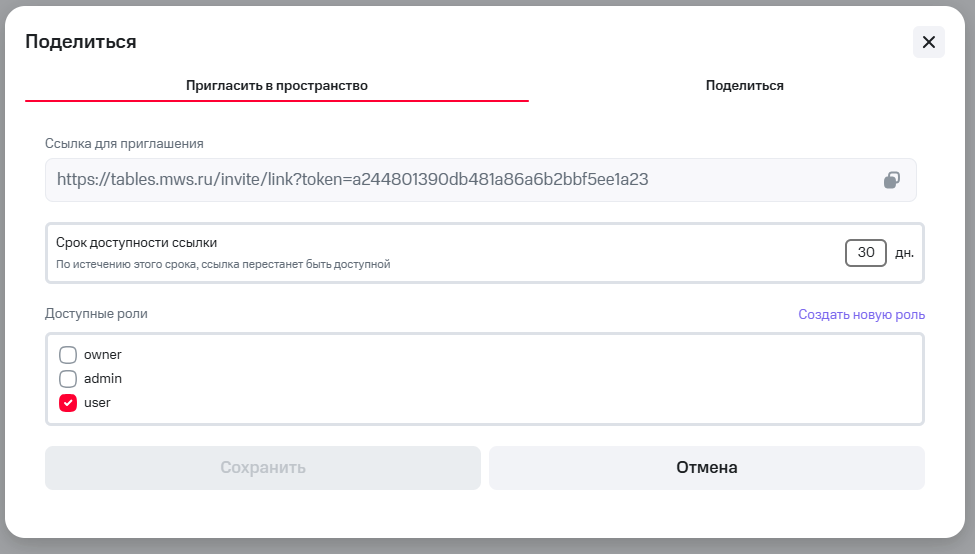 Поделиться
Пригласить в пространство
Поделиться
Ссылка для приглашения
https://tables.mws.ru/invite/link?token=a244801390db481a86a6b2bbf5ee1a23
Срок доступности ссылки
По истечению этого срока, ссылка перестанет быть доступной
30 дн.
Доступные роли
Создать новую роль
owner
admin
user
Сохранить
Отмена